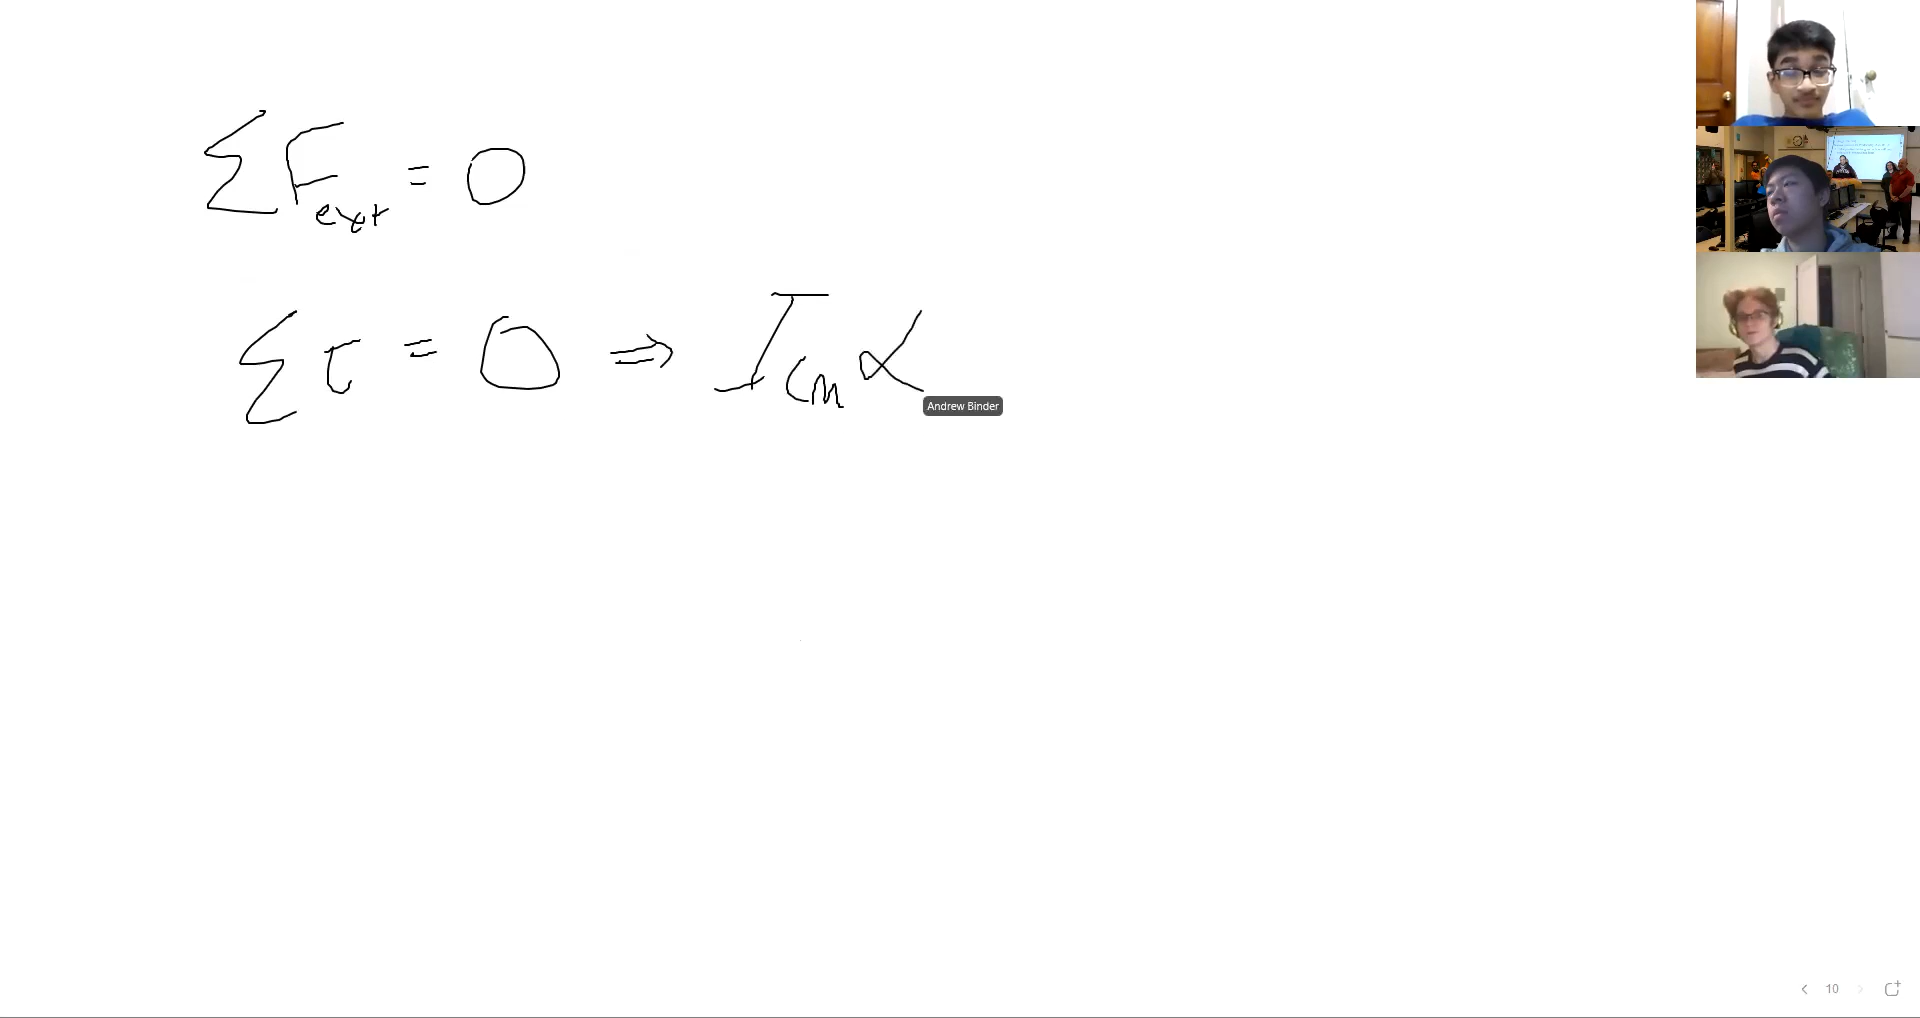 ΣF_ext = 0
Στ = 0 ⇒ I_cm α
Andrew Binder
10